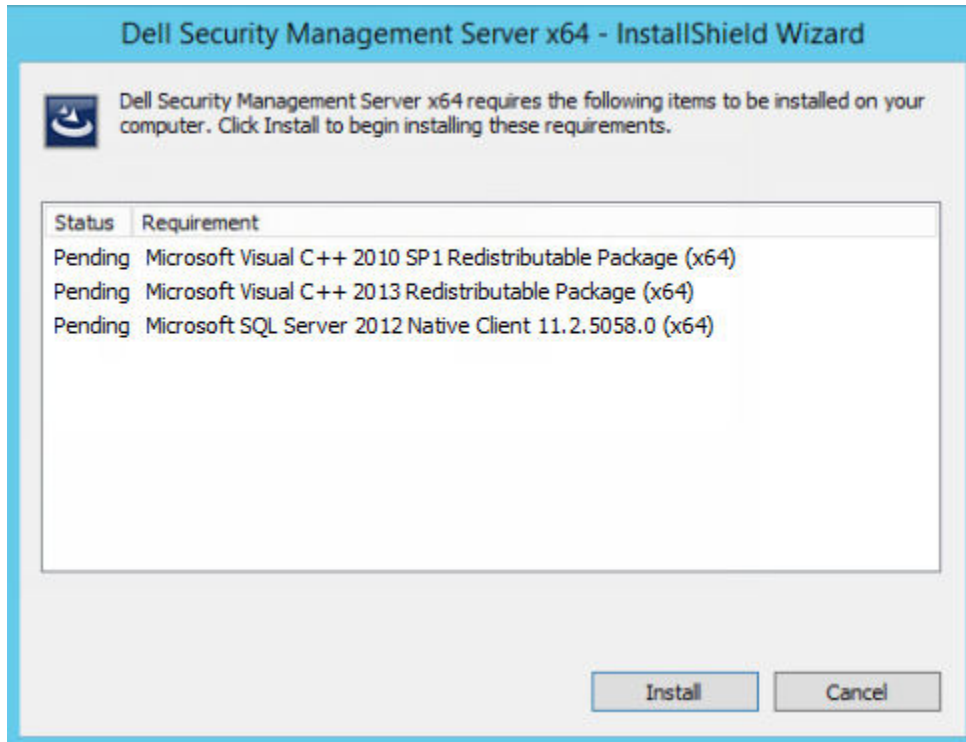 Dell Security Management Server x64 - InstallShield Wizard
Dell Security Management Server x64 requires the following items to be installed on your
computer. Click Install to begin installing these requirements.
Status Requirement
Pending Microsoft Visual C++ 2010 SP1 Redistributable Package (x64)
Pending Microsoft Visual C++ 2013 Redistributable Package (x64)
Pending Microsoft SQL Server 2012 Native Client 11.2.5058.0 (x64)
Install Cancel